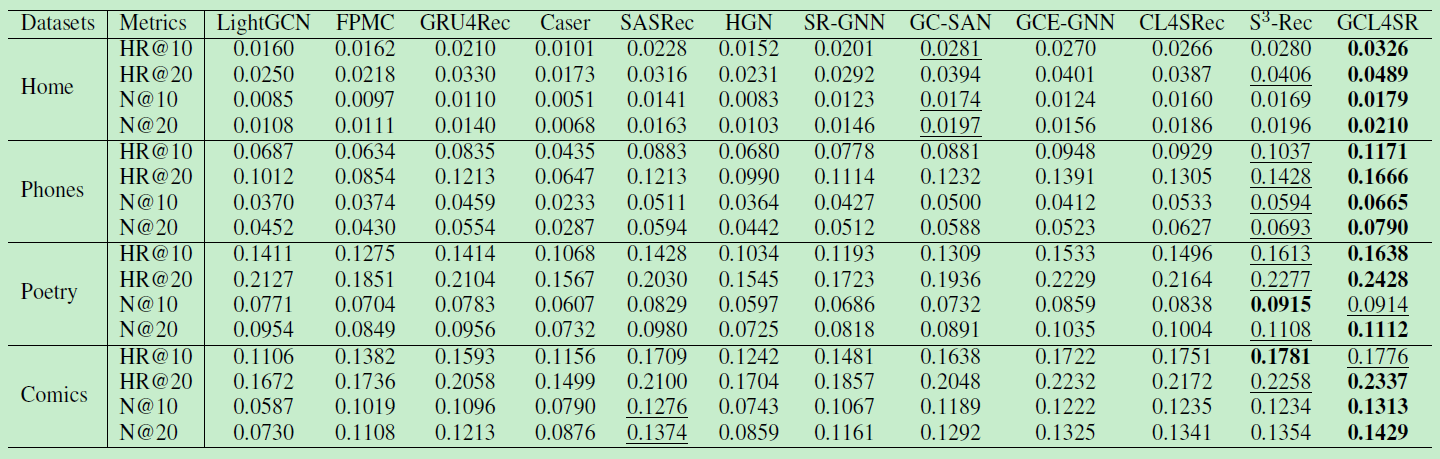 Datasets Metrics LightGCN FPMC GRU4Rec Caser SASRec HGN SR-GNN GC-SAN GCE-GNN CL4SRec S³-Rec GCL4SR
HR@10 0.0160 0.0162 0.0210 0.0101 0.0228 0.0152 0.0201 0.0281 0.0270 0.0266 0.0280 0.0326
HR@20 0.0250 0.0218 0.0330 0.0173 0.0316 0.0231 0.0292 0.0394 0.0401 0.0387 0.0406 0.0489
Home
N@10 0.0085 0.0097 0.0110 0.0051 0.0141 0.0083 0.0123 0.0174 0.0124 0.0160 0.0169 0.0179
N@20 0.0108 0.0111 0.0140 0.0068 0.0163 0.0103 0.0146 0.0197 0.0156 0.0186 0.0196 0.0210
HR@10 0.0687 0.0634 0.0835 0.0435 0.0883 0.0680 0.0778 0.0881 0.0948 0.0929 0.1037 0.1171
HR@20 0.1012 0.0854 0.1213 0.0647 0.1213 0.0990 0.1114 0.1232 0.1391 0.1305 0.1428 0.1666
Phones
N@10 0.0370 0.0374 0.0459 0.0233 0.0511 0.0364 0.0427 0.0500 0.0412 0.0533 0.0594 0.0665
N@20 0.0452 0.0430 0.0554 0.0287 0.0594 0.0442 0.0512 0.0588 0.0523 0.0627 0.0693 0.0790
HR@10 0.1411 0.1275 0.1414 0.1068 0.1428 0.1034 0.1193 0.1309 0.1533 0.1496 0.1613 0.1638
HR@20 0.2127 0.1851 0.2104 0.1567 0.2030 0.1545 0.1723 0.1936 0.2229 0.2164 0.2277 0.2428
Poetry
N@10 0.0771 0.0704 0.0783 0.0607 0.0829 0.0597 0.0686 0.0732 0.0859 0.0838 0.0915 0.0914
N@20 0.0954 0.0849 0.0956 0.0732 0.0980 0.0725 0.0818 0.0891 0.1035 0.1004 0.1108 0.1112
HR@10 0.1106 0.1382 0.1593 0.1156 0.1709 0.1242 0.1481 0.1638 0.1722 0.1751 0.1781 0.1776
HR@20 0.1672 0.1736 0.2058 0.1499 0.2100 0.1704 0.1857 0.2048 0.2232 0.2172 0.2258 0.2337
Comics
N@10 0.0587 0.1019 0.1096 0.0790 0.1276 0.0743 0.1067 0.1189 0.1222 0.1235 0.1234 0.1313
N@20 0.0730 0.1108 0.1213 0.0876 0.1374 0.0859 0.1161 0.1292 0.1325 0.1341 0.1354 0.1429